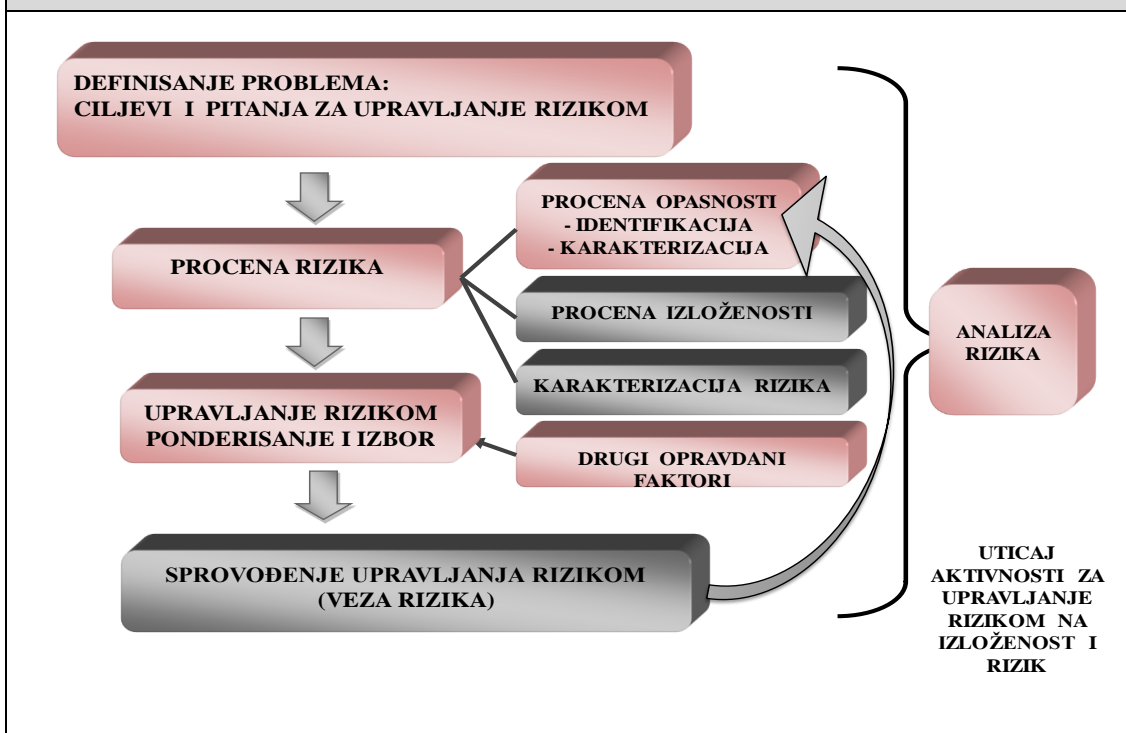 DEFINISANJE PROBLEMA:
CILJEVI I PITANJA ZA UPRAVLJANJE RIZIKOM
PROCENA OPASNOSTI
- IDENTIFIKACIJA
- KARAKTERIZACIJA
PROCENA RIZIKA
PROCENA IZLOŽENOSTI
KARAKTERIZACIJA RIZIKA
UPRAVLJANJE RIZIKOM
PONDERISANJE I IZBOR
DRUGI OPRAVDANI
FAKTORI
SPROVOĐENJE UPRAVLJANJA RIZIKOM
(VEZA RIZIKA)
ANALIZA
RIZIKA
UTICAJ
AKTIVNOSTI ZA
UPRAVLJANJE
RIZIKOM NA
IZLOŽENOST I
RIZIK